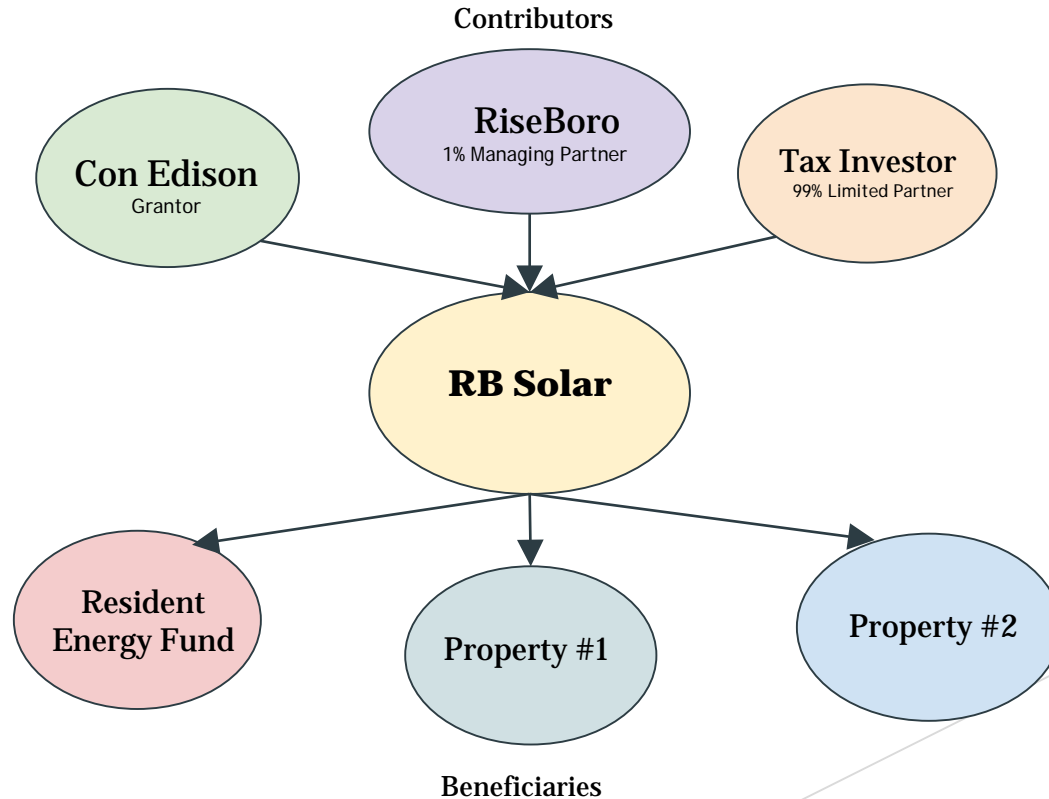 Contributors
RiseBoro
1% Managing Partner
Con Edison
Grantor
Tax Investor
99% Limited Partner
RB Solar
Resident
Energy Fund
Property #1
Property #2
Beneficiaries